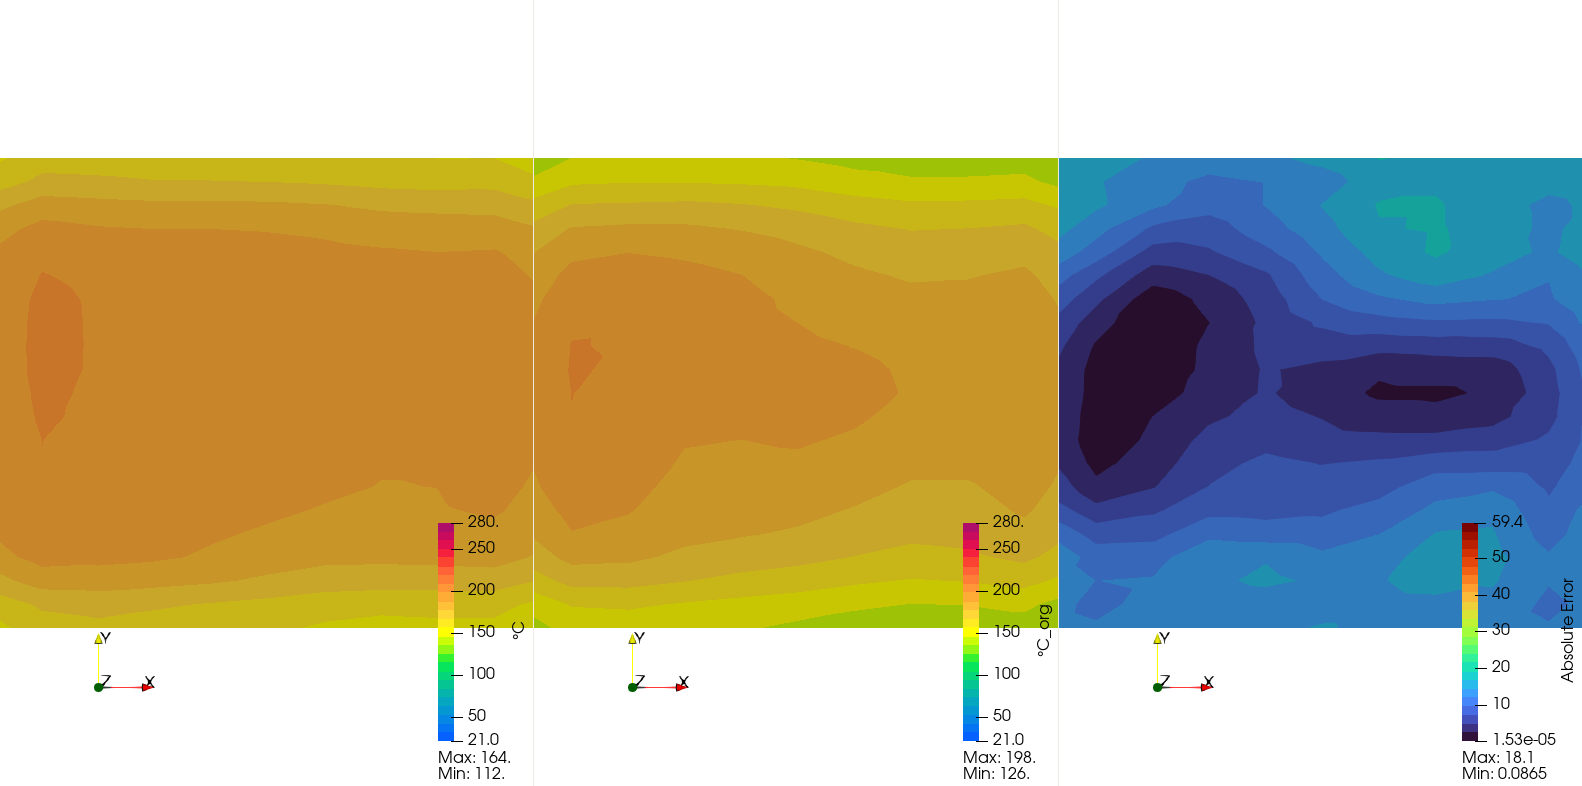 280.
250
200
150
100
50
21.0
°C
Max: 164.
Min: 112.
Y
Z
X
280.
250
200
150
100
50
21.0
°C_org
Max: 198.
Min: 126.
Y
Z
X
59.4
50
40
30
20
10
1.53e-05
Absolute Error
Max: 18.1
Min: 0.0865
Y
Z
X